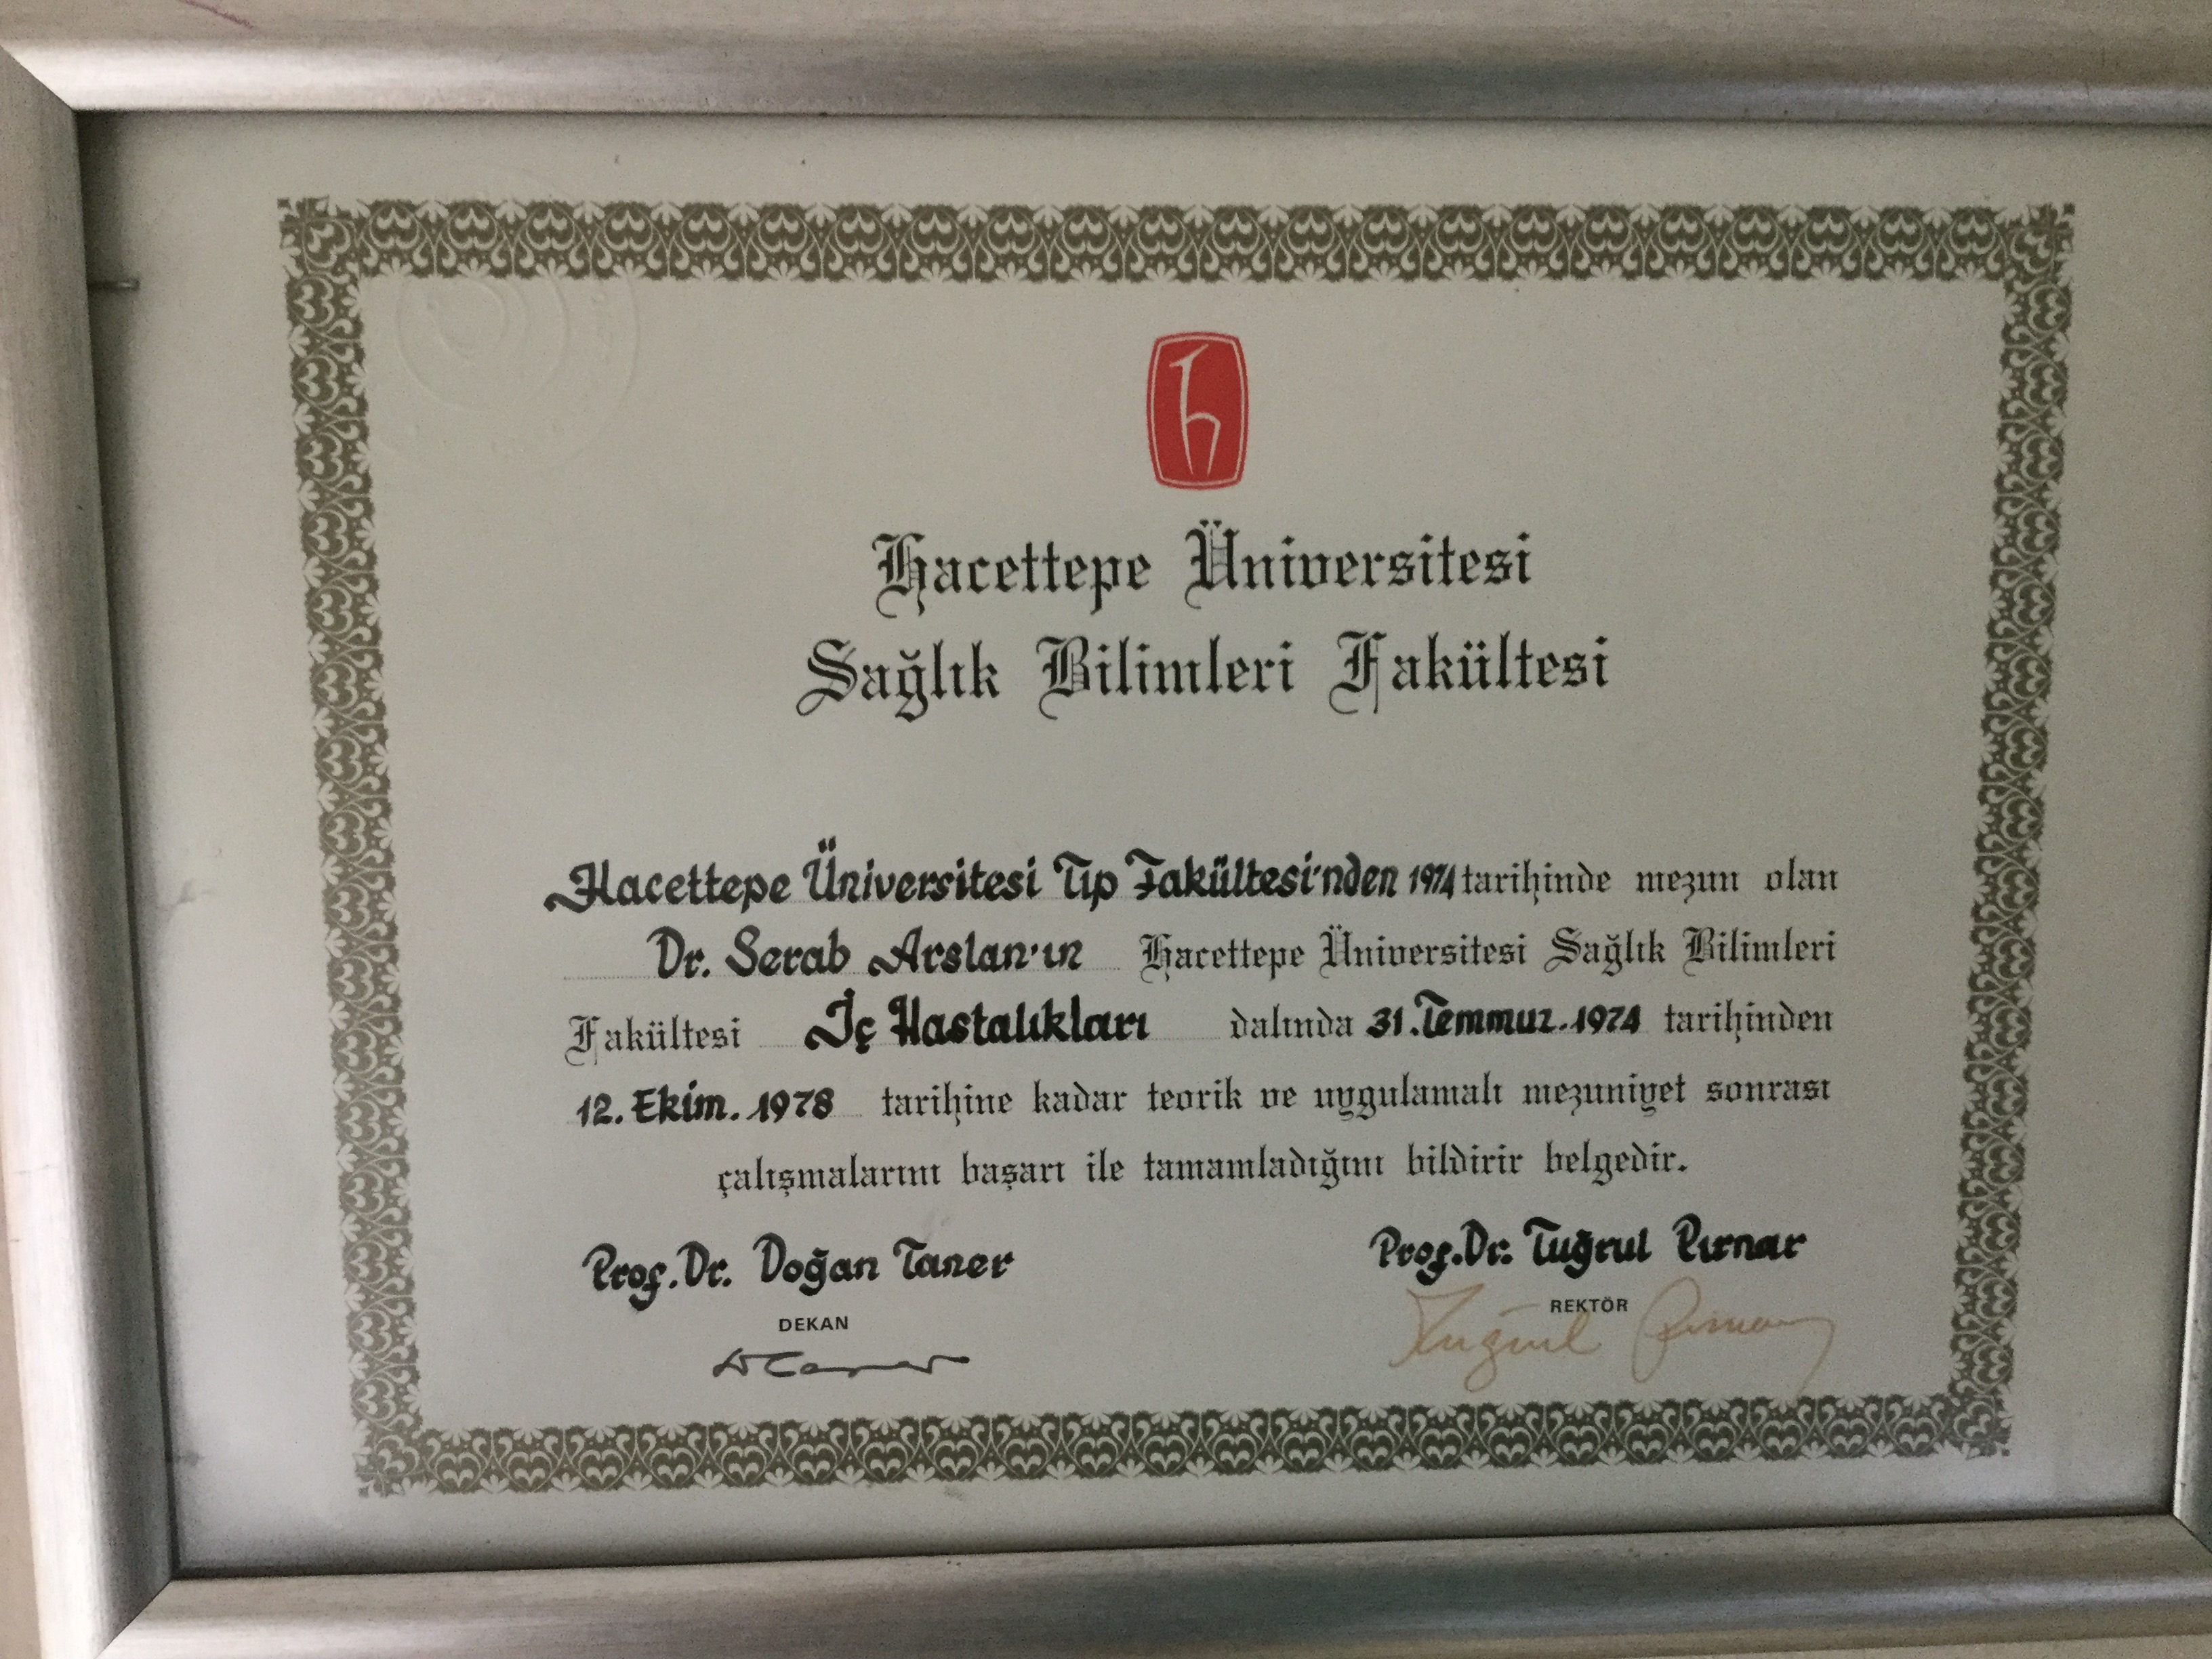 h
Hacettepe Üniversitesi
Sağlık Bilimleri Fakültesi
Hacettepe Üniversitesi Tıp Fakültesi'nden 1974 tarihinde mezun olan
Dr. Serab Arslan'ın Hacettepe Üniversitesi Sağlık Bilimleri
Fakültesi İç Hastalıkları dalında 31.Temmuz.1974 tarihinden
12.Ekim.1978 tarihine kadar teorik ve uygulamalı mezuniyet sonrası
çalışmalarını başarı ile tamamladığını bildirir belgedir.
Prof.Dr. Doğan Taner
DEKAN
Prof.Dr. Tuğrul Pırnar
REKTÖR
Tuğrul Pırnar